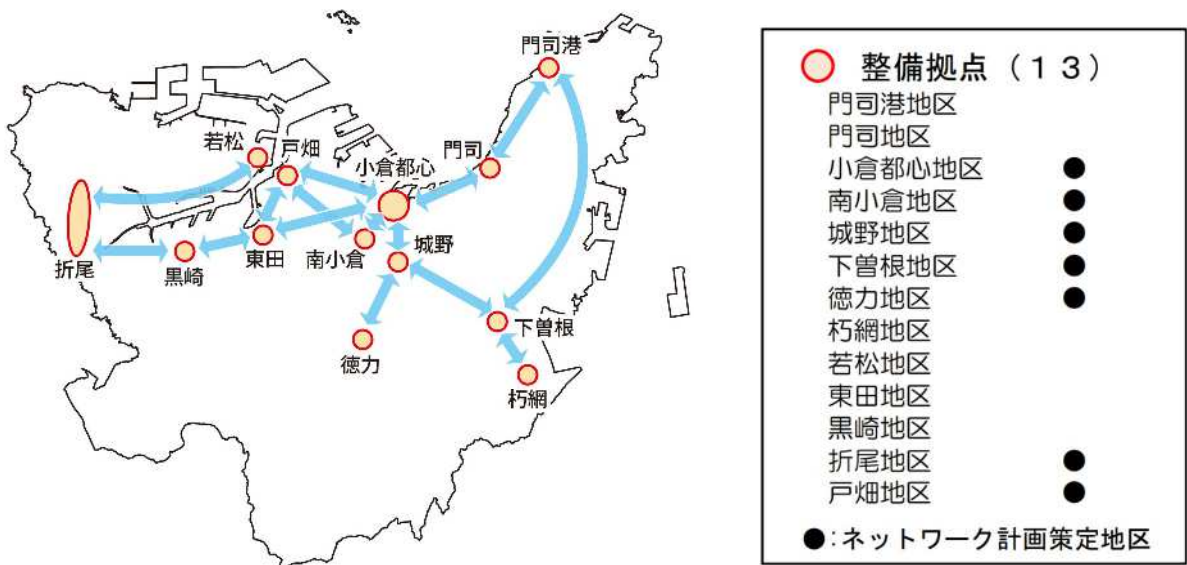 門司港
若松
戸畑
小倉都心
門司
折尾
黒崎
東田
南小倉
城野
下曽根
徳力
朽網
整備拠点(13)
門司港地区
門司地区
小倉都心地区 ●
南小倉地区 ●
城野地区 ●
下曽根地区 ●
徳力地区 ●
朽網地区
若松地区
東田地区
黒崎地区
折尾地区 ●
戸畑地区 ●
●:ネットワーク計画策定地区